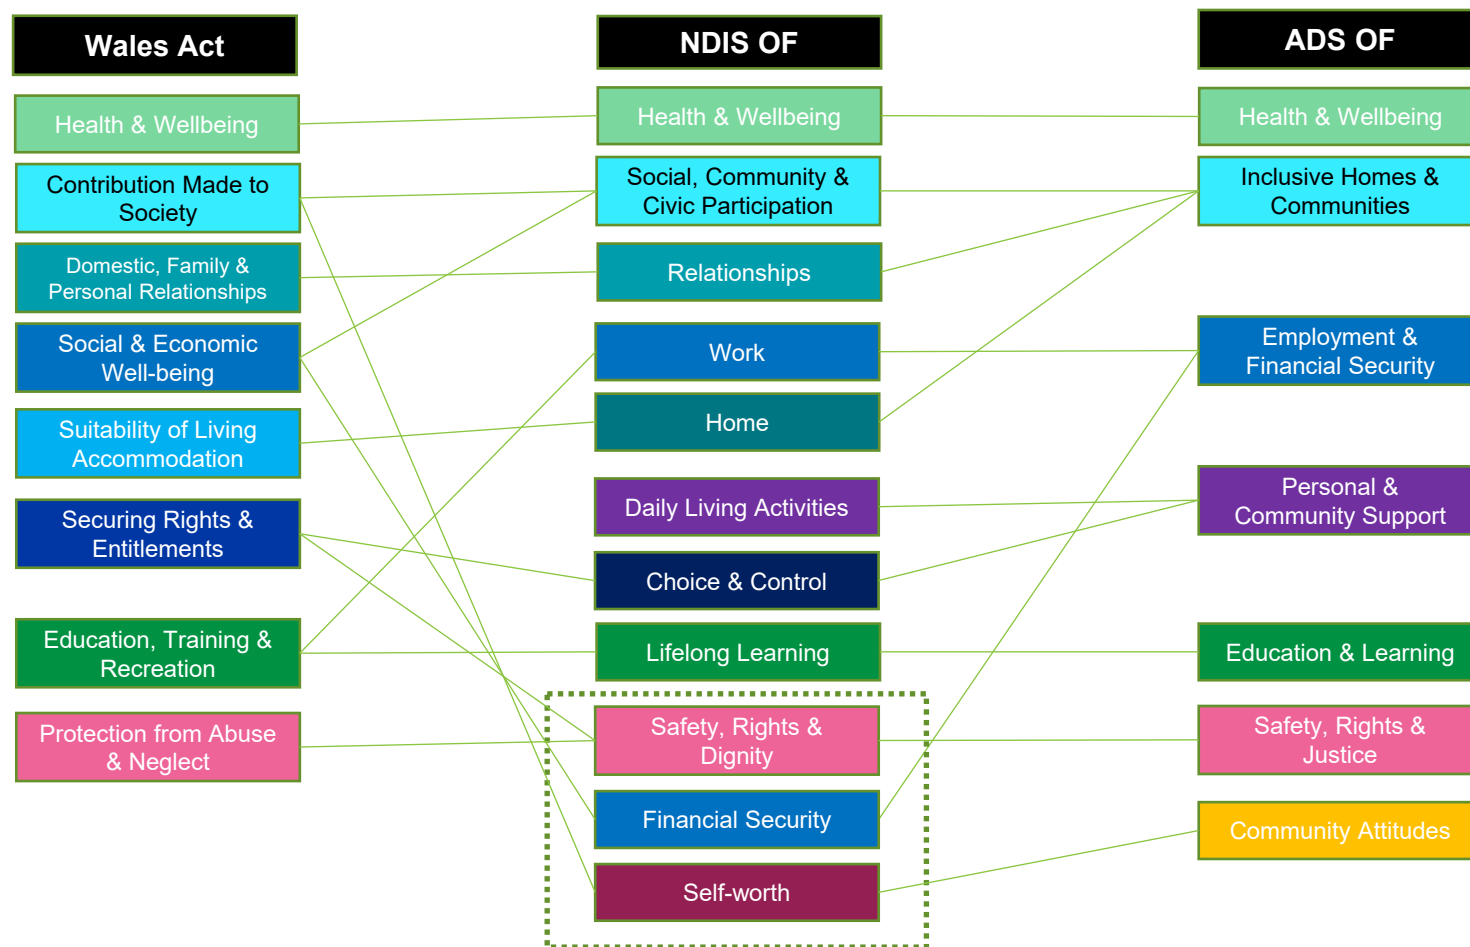 Wales Act
Health & Wellbeing
Contribution Made to
Society
Domestic, Family &
Personal Relationships
Social & Economic
Well-being
Suitability of Living
Accommodation
Securing Rights &
Entitlements
Education, Training &
Recreation
Protection from Abuse
& Neglect
NDIS OF
Health & Wellbeing
Social, Community &
Civic Participation
Relationships
Work
Home
Daily Living Activities
Choice & Control
Lifelong Learning
Safety, Rights &
Dignity
Financial Security
Self-worth
ADS OF
Health & Wellbeing
Inclusive Homes &
Communities
Employment &
Financial Security
Personal &
Community Support
Education & Learning
Safety, Rights &
Justice
Community Attitudes